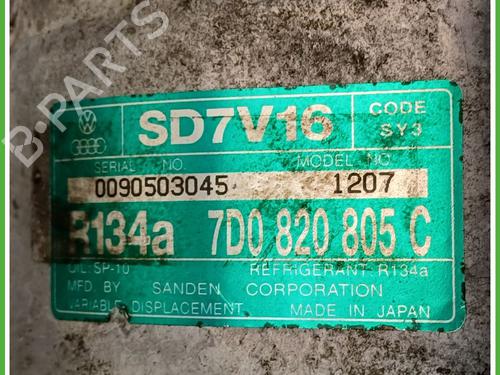 B-PARTS
SD7V16
CODE
SY3
SERIAL NO.
MODEL NO.
0090503045
1207
R134a 7D0 820 805 C
OIL: SP-10
REFRIGERANT R134a
MFD BY SANDEN CORPORATION
VARIABLE DISPLACEMENT
MADE IN JAPAN